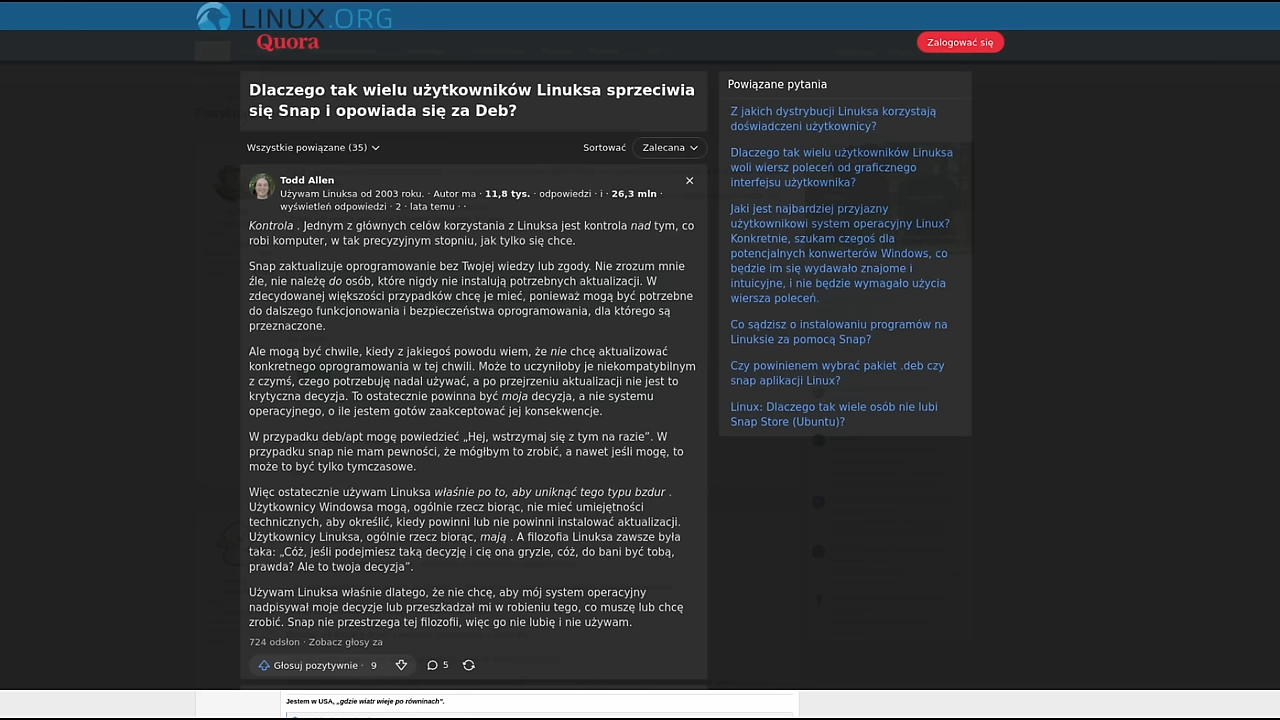 LINUX.ORG
Quora
Zalogować się
Dlaczego tak wielu użytkowników Linuksa sprzeciwia
się Snap i opowiada się za Deb?
Wszystkie powiązane (35)
Sortować
Zalecana
Todd Allen
Używam Linuksa od 2003 roku. · Autor ma · 11,8 tys. · odpowiedzi · i · 26,3 mln ·
wyświetleń odpowiedzi · 2 · lata temu · ·
Kontrola . Jednym z głównych celów korzystania z Linuksa jest kontrola nad tym, co
robi komputer, w tak precyzyjnym stopniu, jak tylko się chce.
Snap zaktualizuje oprogramowanie bez Twojej wiedzy lub zgody. Nie zrozum mnie
źle, nie należę do osób, które nigdy nie instalują potrzebnych aktualizacji. W
zdecydowanej większości przypadków chcę je mieć, ponieważ mogą być potrzebne
do dalszego funkcjonowania i bezpieczeństwa oprogramowania, dla którego są
przeznaczone.
Ale mogą być chwile, kiedy z jakiegoś powodu wiem, że nie chcę aktualizować
konkretnego oprogramowania w tej chwili. Może to uczyniłoby je niekompatybilnym
z czymś, czego potrzebuję nadal używać, a po przejrzeniu aktualizacji nie jest to
krytyczna decyzja. To ostatecznie powinna być moja decyzja, a nie systemu
operacyjnego, o ile jestem gotów zaakceptować jej konsekwencje.
W przypadku deb/apt mogę powiedzieć „Hej, wstrzymaj się z tym na razie”. W
przypadku snap nie mam pewności, że mógłbym to zrobić, a nawet jeśli mogę, to
może to być tylko tymczasowe.
Więc ostatecznie używam Linuksa właśnie po to, aby uniknąć tego typu bzdur .
Użytkownicy Windowsa mogą, ogólnie rzecz biorąc, nie mieć umiejętności
technicznych, aby określić, kiedy powinni lub nie powinni instalować aktualizacji.
Użytkownicy Linuksa, ogólnie rzecz biorąc, mają . A filozofia Linuksa zawsze była
taka: „Cóż, jeśli podejmiesz taką decyzję i cię ona gryzie, cóż, do bani być tobą,
prawda? Ale to twoja decyzja”.
Używam Linuksa właśnie dlatego, że nie chcę, aby mój system operacyjny
nadpisywał moje decyzje lub przeszkadzał mi w robieniu tego, co muszę lub chcę
zrobić. Snap nie przestrzega tej filozofii, więc go nie lubię i nie używam.
724 odsłon · Zobacz głosy za
Głosuj pozytywnie · 9
5
Powiązane pytania
Z jakich dystrybucji Linuksa korzystają
doświadczeni użytkownicy?
Dlaczego tak wielu użytkowników Linuksa
woli wiersz poleceń od graficznego
interfejsu użytkownika?
Jaki jest najbardziej przyjazny
użytkownikowi system operacyjny Linux?
Konkretnie, szukam czegoś dla
potencjalnych konwerterów Windows, co
będzie im się wydawało znajome i
intuicyjne, i nie będzie wymagało użycia
wiersza poleceń.
Co sądzisz o instalowaniu programów na
Linuksie za pomocą Snap?
Czy powinienem wybrać pakiet .deb czy
snap aplikacji Linux?
Linux: Dlaczego tak wiele osób nie lubi
Snap Store (Ubuntu)?
Jestem w USA, „gdzie wiatr wieje po równinach”.